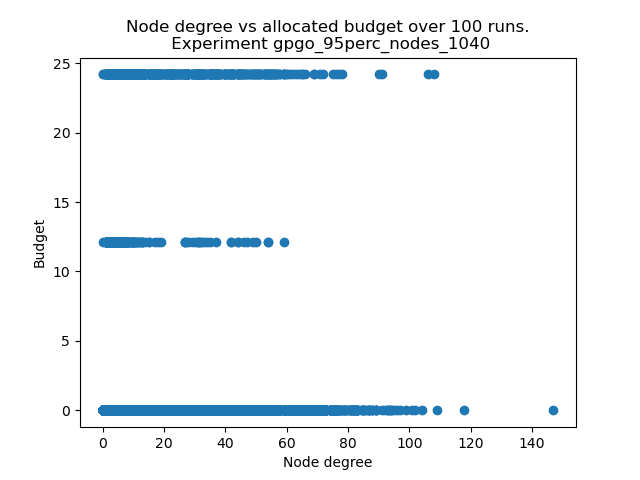 Node degree vs allocated budget over 100 runs.
Experiment gpgo_95perc_nodes_1040
25
20
15
10
5
0
Budget
0 20 40 60 80 100 120 140
Node degree